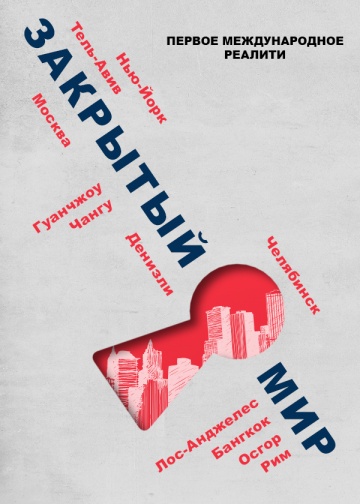 ПЕРВОЕ МЕЖДУНАРОДНОЕ
РЕАЛИТИ
ЗАКРЫТЫЙ
МИР
Нью-Йорк
Тель-Авив
Москва
Гуанчжоу
Чангу
Денизли
Челябинск
Лос-Анджелес
Бангкок
Осгор
Рим